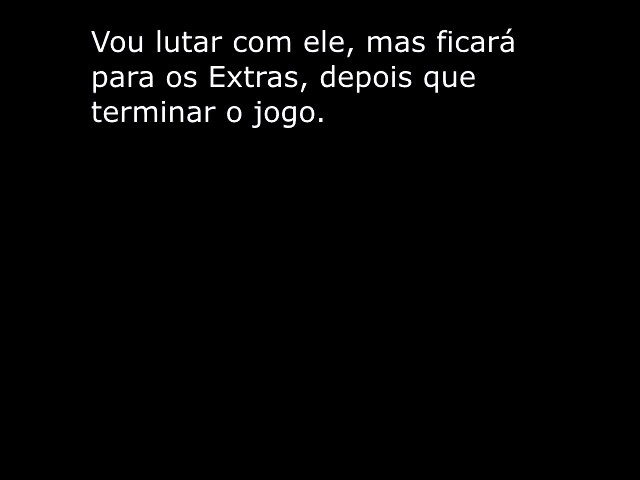 Vou lutar com ele, mas ficará
para os Extras, depois que
terminar o jogo.